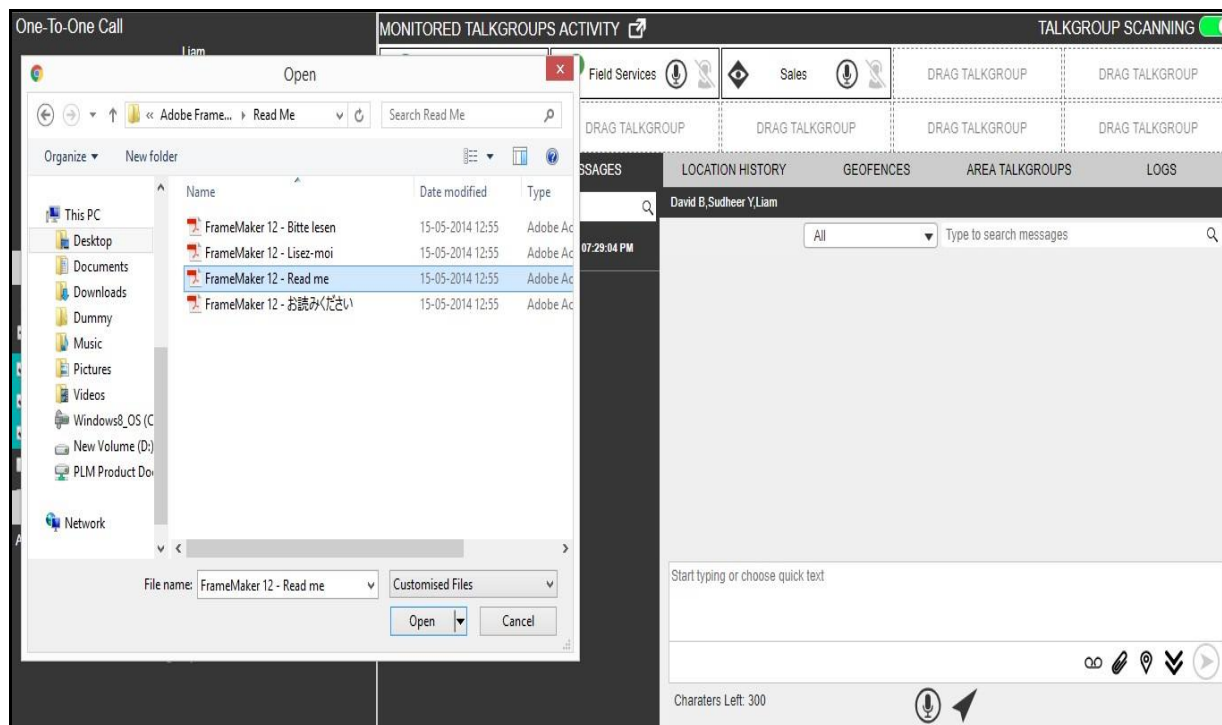 One-To-One Call
Liam
MONITORED TALKGROUPS ACTIVITY
TALKGROUP SCANNING
Field Services
Sales
DRAG TALKGROUP
DRAG TALKGROUP
DRAG TALKGROUP
DRAG TALKGROUP
DRAG TALKGROUP
DRAG TALKGROUP
SSAGES
LOCATION HISTORY
GEOFENCES
AREA TALKGROUPS
LOGS
David B,Sudheer Y,Liam
07:29:04 PM
All
Type to search messages
Start typing or choose quick text
Charaters Left: 300
Open
x
« Adobe Frame... Read Me
Search Read Me
Organize
New folder
Name
Date modified
Type
This PC
Desktop
Documents
Downloads
Dummy
Music
Pictures
Videos
Windows8_OS (C
New Volume (D:)
PLM Product Do
Network
FrameMaker 12 - Bitte lesen 15-05-2014 12:55 Adobe Ac
FrameMaker 12 - Lisez-moi 15-05-2014 12:55 Adobe Ac
FrameMaker 12 - Read me 15-05-2014 12:55 Adobe Ac
FrameMaker 12 - お読みください 15-05-2014 12:55 Adobe Ac
File name: FrameMaker 12 - Read me
Customised Files
Open
Cancel